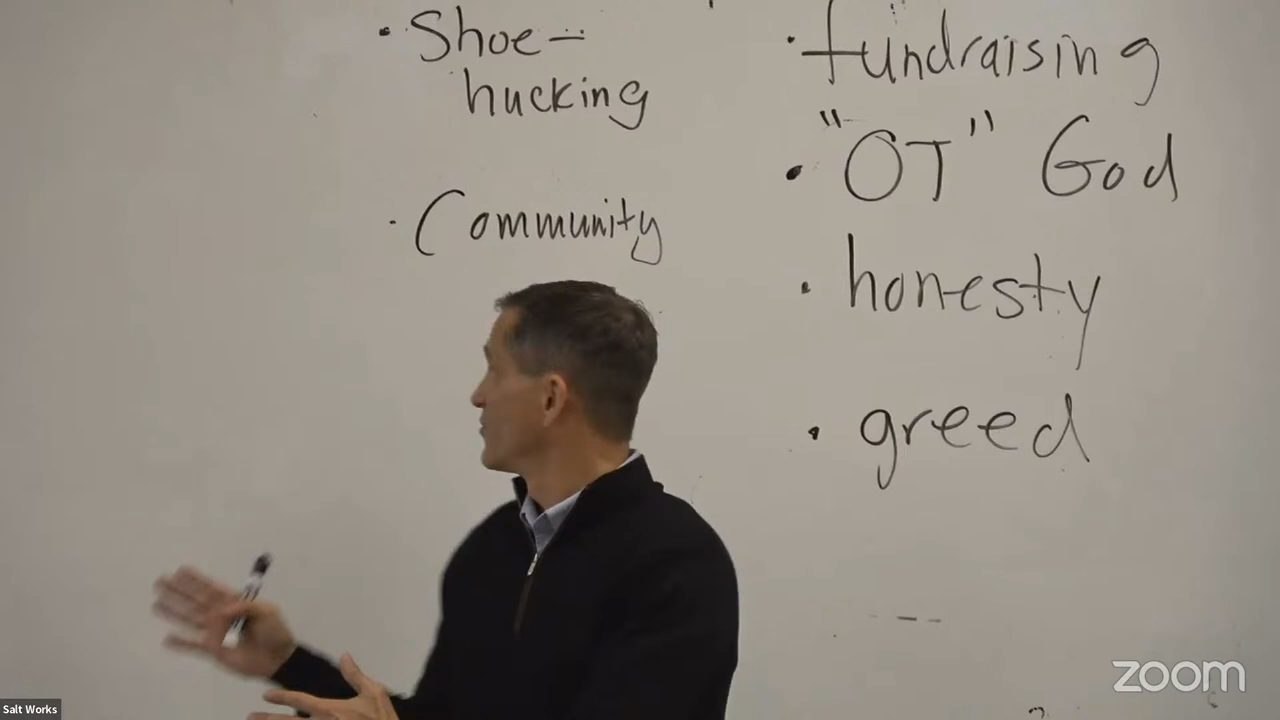 · Shoe-
hucking
· Community
· fundraising
· "OT" God
· honesty
· greed
zoom
Salt Works